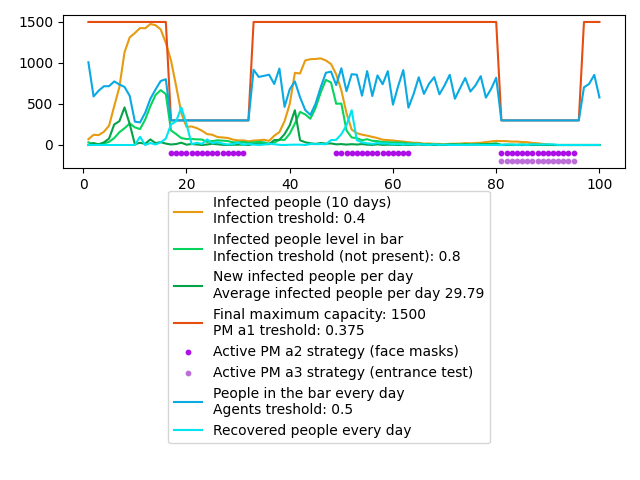 1500
1000
500
0
0 20 40 60 80 100
Infected people (10 days)
Infection treshold: 0.4
Infected people level in bar
Infection treshold (not present): 0.8
New infected people per day
Average infected people per day 29.79
Final maximum capacity: 1500
PM a1 treshold: 0.375
Active PM a2 strategy (face masks)
Active PM a3 strategy (entrance test)
People in the bar every day
Agents treshold: 0.5
Recovered people every day